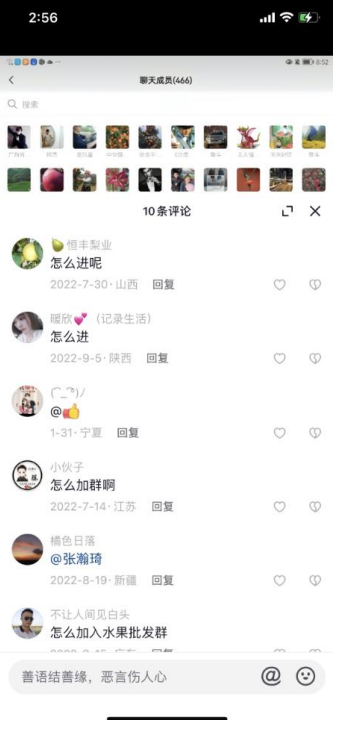 2:56
8:52
聊天成员(466)
搜索
10条评论
恒丰梨业
怎么进呢
2022-7-30·山西 回复
暖欣💕（记录生活）
怎么进
2022-9-5·陕西 回复
@👍
1-31·宁夏 回复
小伙子
怎么加群啊
2022-7-14·江苏 回复
橘色日落
@张瀚琦
2022-8-19·新疆 回复
不让人间见白头
怎么加入水果批发群
善语结善缘，恶言伤人心